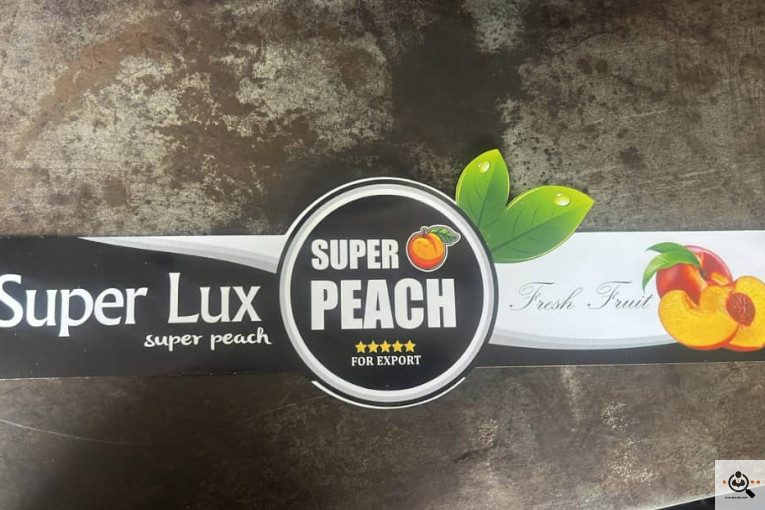 Super Lux
super peach
SUPER
PEACH
FOR EXPORT
Fresh Fruit